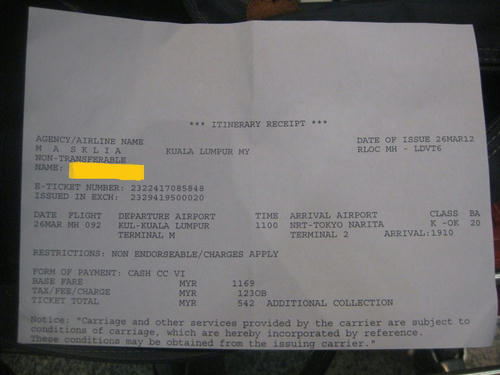 *** ITINERARY RECEIPT ***
AGENCY/AIRLINE NAME DATE OF ISSUE 26MAR12
M A S K L I A KUALA LUMPUR MY RLOC MH - LDVT6
NON-TRANSFERABLE
NAME:
E-TICKET NUMBER: 2322417085848
ISSUED IN EXCH: 2329419500020
DATE FLIGHT DEPARTURE AIRPORT TIME ARRIVAL AIRPORT CLASS BA
26MAR MH 092 KUL-KUALA LUMPUR 1100 NRT-TOKYO NARITA K -OK 20
TERMINAL M TERMINAL 2 ARRIVAL:1910
RESTRICTIONS: NON ENDORSEABLE/CHARGES APPLY
FORM OF PAYMENT: CASH CC VI
BASE FARE MYR 1169
TAX/FEE/CHARGE MYR 123OB
TICKET TOTAL MYR 542 ADDITIONAL COLLECTION
Notice: "Carriage and other services provided by the carrier are subject to
conditions of carriage, which are hereby incorporated by reference.
These conditions may be obtained from the issuing carrier."